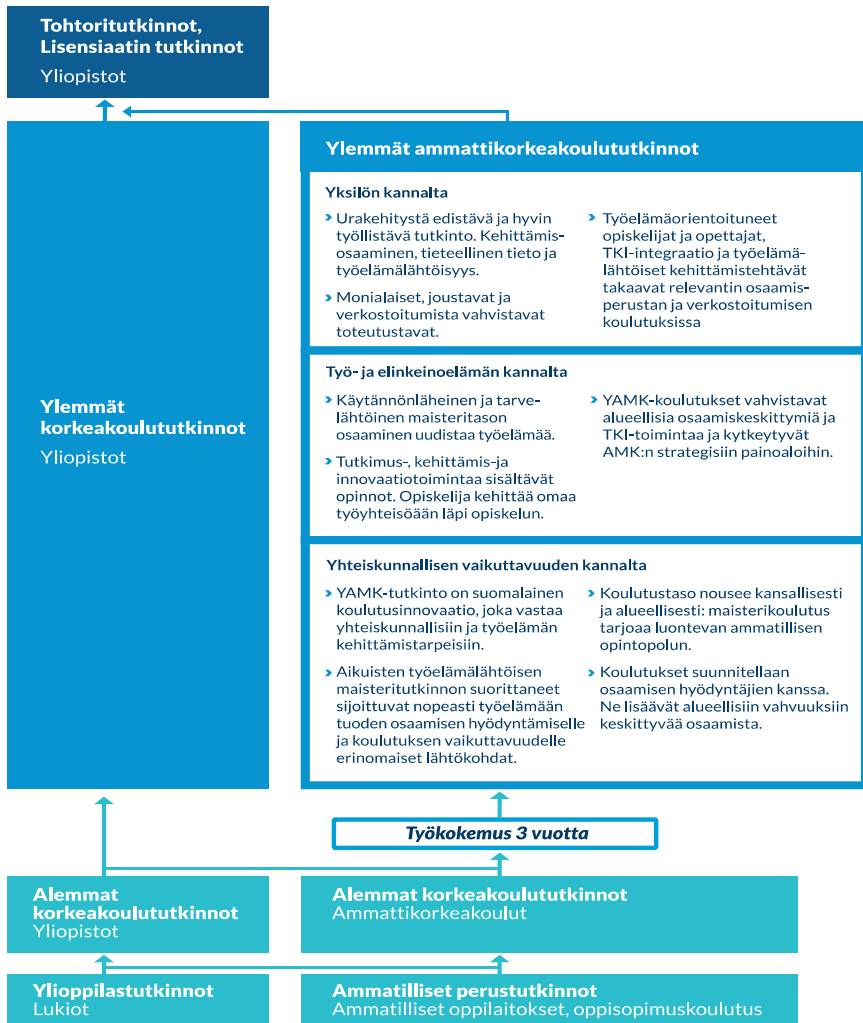 Tohtoritutkinnot,
Lisensiaatin tutkinnot
Yliopistot
Ylemmät
korkeakoulututkinnot
Yliopistot
Ylemmät ammattikorkeakoulututkinnot
Yksilön kannalta
Urakehitystä edistävä ja hyvin
työllistävä tutkinto. Kehittämis-
osaaminen, tieteellinen tieto ja
työelämälähtöisyys.
Monialaiset, joustavat ja
verkostoitumista vahvistavat
toteutustavat.
Työelämäorientoituneet
opiskelijat ja opettajat,
TKI-integraatio ja työelämä-
lähtöiset kehittämistehtävät
takaavat relevantin osaamis-
perustan ja verkostoitumisen
koulutuksissa
Työ- ja elinkeinoelämän kannalta
Käytännönläheinen ja tarve-
lähtöinen maisteritason
osaaminen uudistaa työelämää.
Tutkimus-, kehittämis-ja
innovaatiotoimintaa sisältävät
opinnot. Opiskelija kehittää omaa
työyhteisöään läpi opiskelun.
YAMK-koulutukset vahvistavat
alueellisia osaamiskeskittymiä ja
TKI-toimintaa ja kytkeytyvät
AMK:n strategisiin painoaloihin.
Yhteiskunnallisen vaikuttavuuden kannalta
YAMK-tutkinto on suomalainen
koulutusinnovaatio, joka vastaa
yhteiskunnallisiin ja työelämän
kehittämistarpeisiin.
Aikuisten työelämälähtöisen
maisteritutkinnon suorittaneet
sijoittuvat nopeasti työelämään
tuoden osaamisen hyödyntämiselle
ja koulutuksen vaikuttavuudelle
erinomaiset lähtökohdat.
Koulutustaso nousee kansallisesti
ja alueellisesti: maisterikoulutus
tarjoaa luontevan ammatillisen
opintopolun.
Koulutukset suunnitellaan
osaamisen hyödyntäjien kanssa.
Ne lisäävät alueellisiin vahvuuksiin
keskittyvää osaamista.
Työkokemus 3 vuotta
Alemmat
korkeakoulututkinnot
Yliopistot
Alemmat korkeakoulututkinnot
Ammattikorkeakoulut
Ylioppilastutkinnot
Lukiot
Ammatilliset perustutkinnot
Ammatilliset oppilaitokset, oppisopimuskoulutus